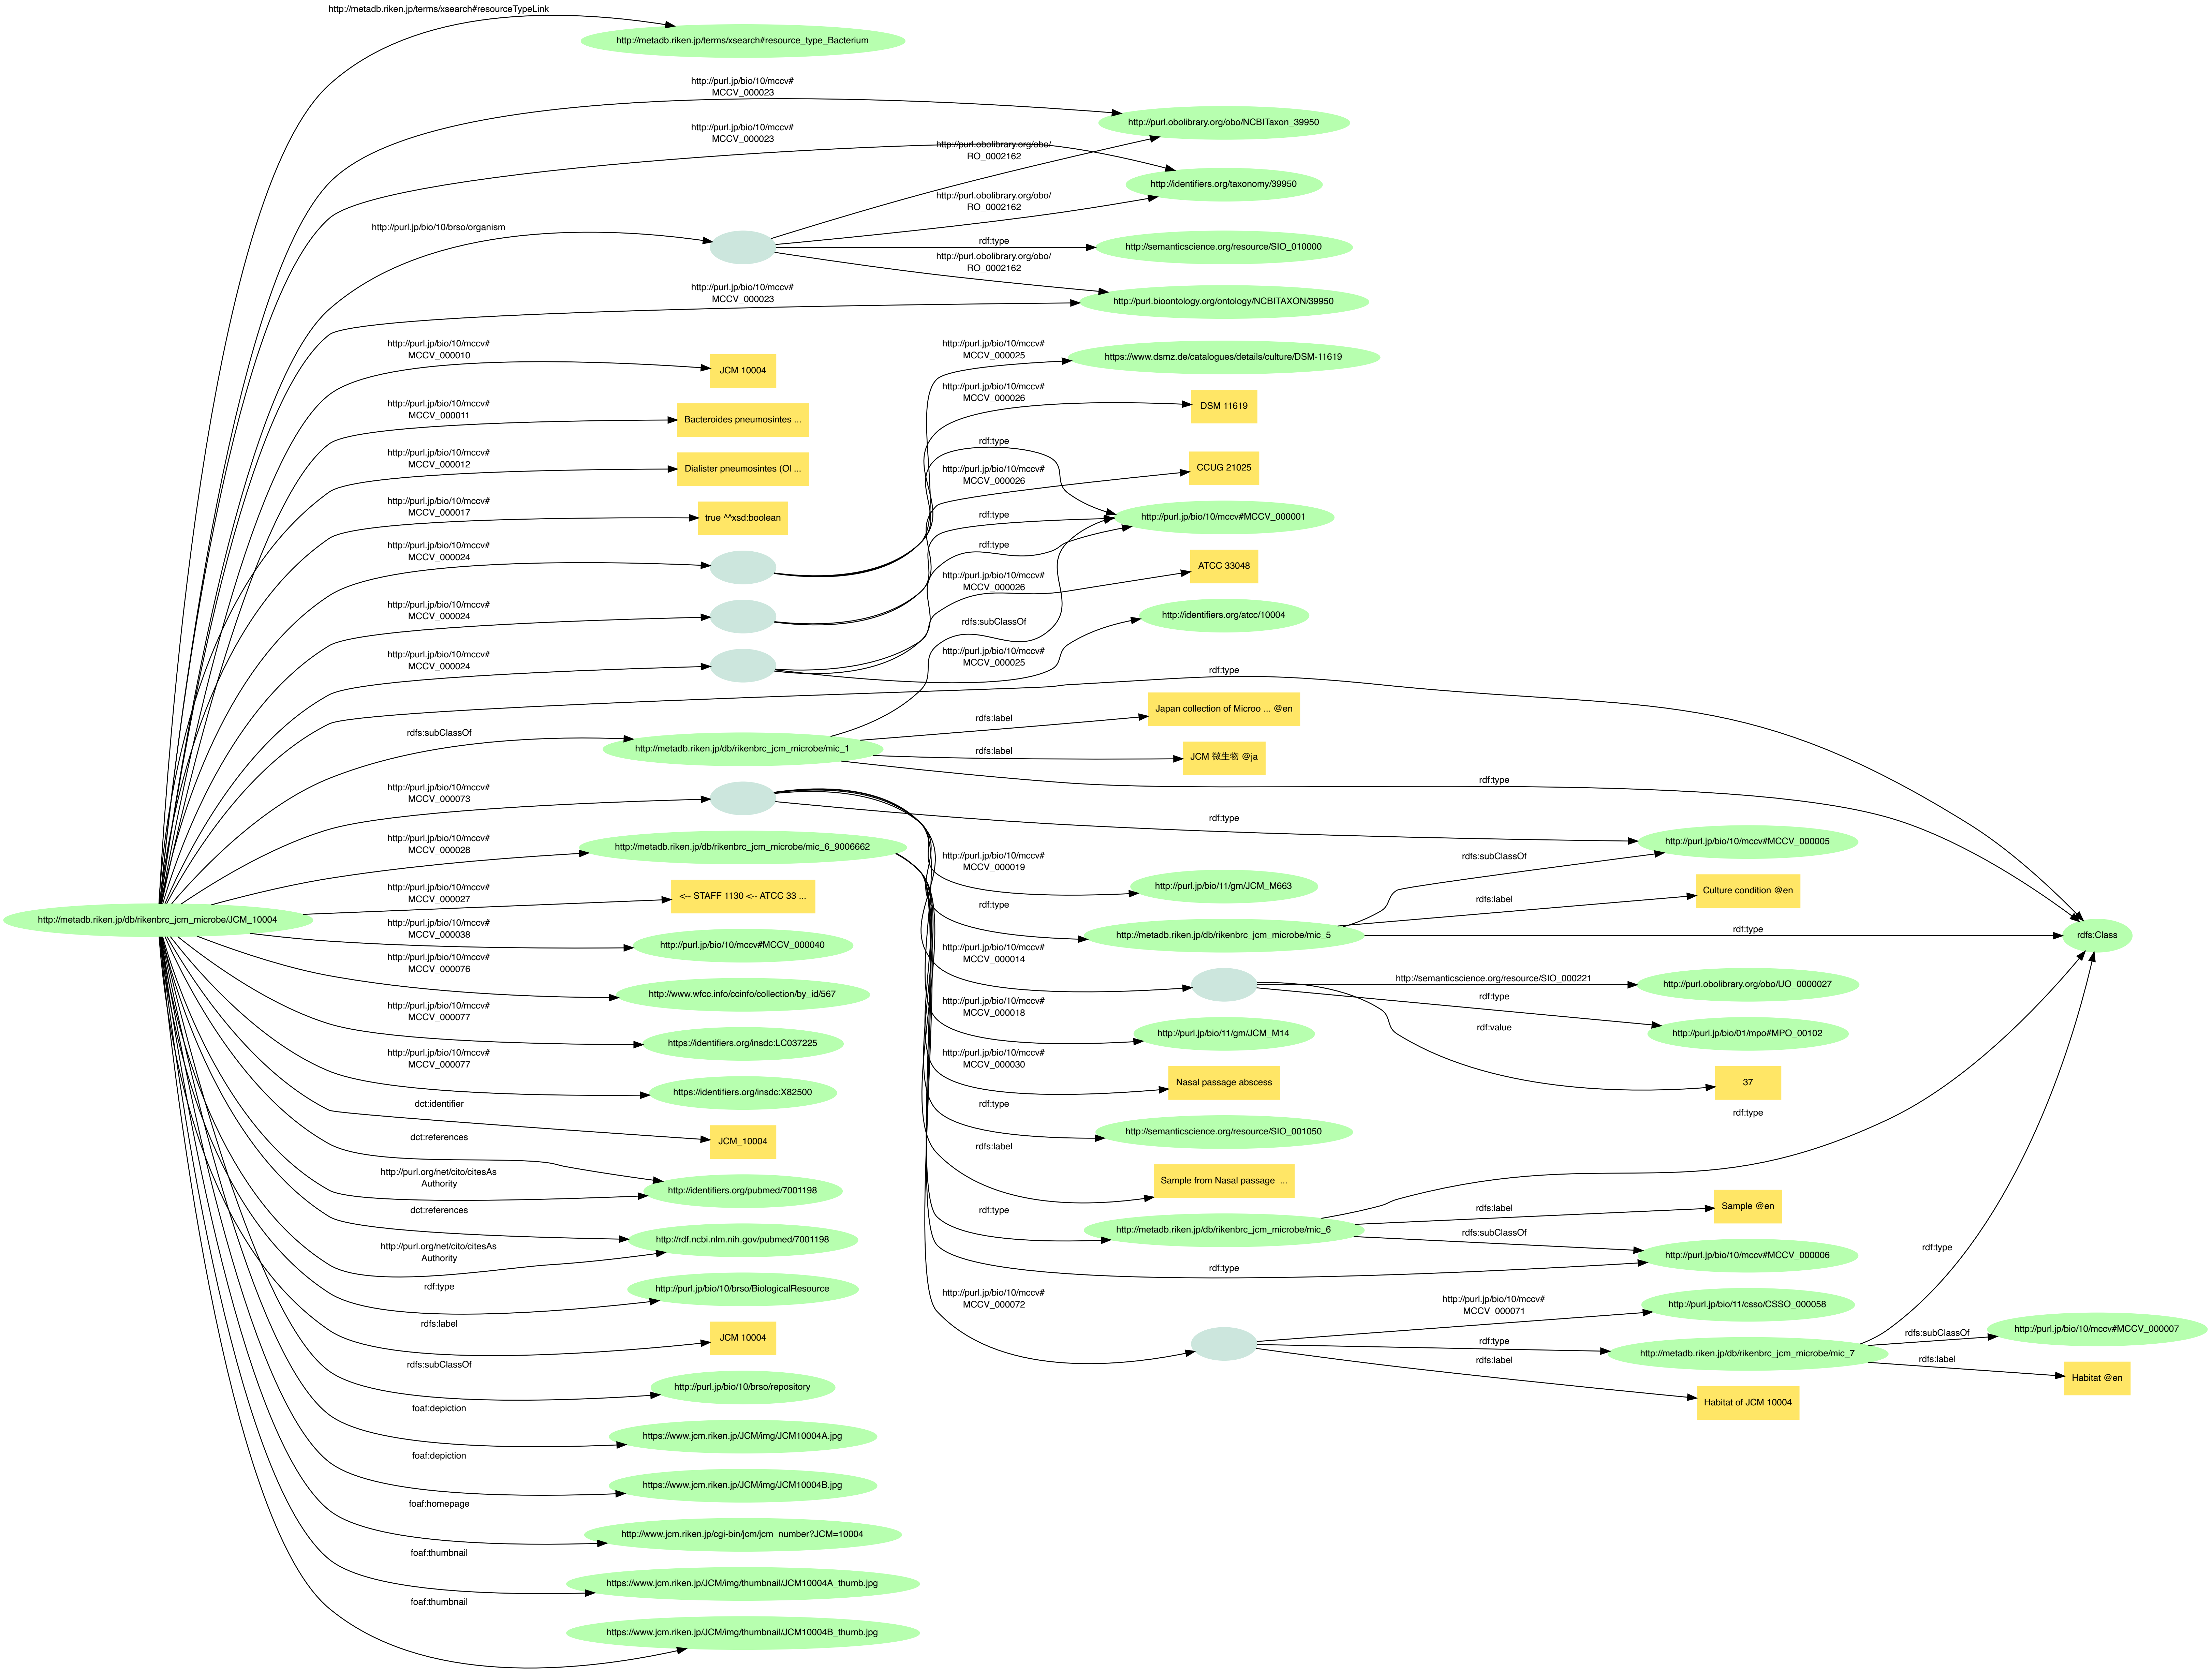 http://metadb.riken.jp/terms/xsearch#resourceTypeLink
http://metadb.riken.jp/terms/xsearch#resource_type_Bacterium
http://purl.jp/bio/10/mccv#
MCCV_000023
http://purl.obolibrary.org/obo/NCBITaxon_39950
http://purl.jp/bio/10/mccv#
MCCV_000023
http://purl.obolibrary.org/obo/
RO_0002162
http://identifiers.org/taxonomy/39950
http://purl.obolibrary.org/obo/
RO_0002162
http://purl.jp/bio/10/brso/organism
rdf:type
http://semanticscience.org/resource/SIO_010000
http://purl.obolibrary.org/obo/
RO_0002162
http://purl.jp/bio/10/mccv#
MCCV_000023
http://purl.bioontology.org/ontology/NCBITAXON/39950
http://purl.jp/bio/10/mccv#
MCCV_000010
JCM 10004
http://purl.jp/bio/10/mccv#
MCCV_000025
https://www.dsmz.de/catalogues/details/culture/DSM-11619
http://purl.jp/bio/10/mccv#
MCCV_000011
Bacteroides pneumosintes ...
http://purl.jp/bio/10/mccv#
MCCV_000026
DSM 11619
http://purl.jp/bio/10/mccv#
MCCV_000012
Dialister pneumosintes (Ol ...
rdf:type
http://purl.jp/bio/10/mccv#
MCCV_000026
CCUG 21025
http://purl.jp/bio/10/mccv#
MCCV_000017
true ^^xsd:boolean
rdf:type
http://purl.jp/bio/10/mccv#MCCV_000001
rdf:type
http://purl.jp/bio/10/mccv#
MCCV_000024
http://purl.jp/bio/10/mccv#
MCCV_000026
ATCC 33048
http://purl.jp/bio/10/mccv#
MCCV_000024
rdfs:subClassOf
http://identifiers.org/atcc/10004
http://purl.jp/bio/10/mccv#
MCCV_000024
http://purl.jp/bio/10/mccv#
MCCV_000025
rdf:type
rdfs:label
Japan collection of Microo ... @en
rdfs:subClassOf
http://metadb.riken.jp/db/rikenbrc_jcm_microbe/mic_1
rdfs:label
JCM 微生物 @ja
rdf:type
http://purl.jp/bio/10/mccv#
MCCV_000073
rdf:type
http://purl.jp/bio/10/mccv#MCCV_000005
http://purl.jp/bio/10/mccv#
MCCV_000028
http://metadb.riken.jp/db/rikenbrc_jcm_microbe/mic_6_9006662
http://purl.jp/bio/10/mccv#
MCCV_000019
http://purl.jp/bio/11/gm/JCM_M663
rdfs:subClassOf
http://purl.jp/bio/10/mccv#
MCCV_000027
<-- STAFF 1130 <-- ATCC 33 ...
rdfs:label
Culture condition @en
http://metadb.riken.jp/db/rikenbrc_jcm_microbe/JCM_10004
rdf:type
http://metadb.riken.jp/db/rikenbrc_jcm_microbe/mic_5
rdf:type
rdfs:Class
http://purl.jp/bio/10/mccv#
MCCV_000038
http://purl.jp/bio/10/mccv#MCCV_000040
http://purl.jp/bio/10/mccv#
MCCV_000014
http://semanticscience.org/resource/SIO_000221
http://purl.obolibrary.org/obo/UO_0000027
http://purl.jp/bio/10/mccv#
MCCV_000076
http://www.wfcc.info/ccinfo/collection/by_id/567
rdf:type
http://purl.jp/bio/01/mpo#MPO_00102
http://purl.jp/bio/10/mccv#
MCCV_000077
https://identifiers.org/insdc:LC037225
http://purl.jp/bio/10/mccv#
MCCV_000018
http://purl.jp/bio/11/gm/JCM_M14
rdf:value
37
http://purl.jp/bio/10/mccv#
MCCV_000077
https://identifiers.org/insdc:X82500
http://purl.jp/bio/10/mccv#
MCCV_000030
Nasal passage abscess
rdf:type
dct:identifier
JCM_10004
rdf:type
http://semanticscience.org/resource/SIO_001050
dct:references
rdfs:label
Sample from Nasal passage ...
http://purl.org/net/cito/citesAs
Authority
http://identifiers.org/pubmed/7001198
dct:references
rdf:type
http://metadb.riken.jp/db/rikenbrc_jcm_microbe/mic_6
rdfs:label
Sample @en
http://rdf.ncbi.nlm.nih.gov/pubmed/7001198
rdfs:subClassOf
http://purl.jp/bio/10/mccv#MCCV_000006
http://purl.org/net/cito/citesAs
Authority
rdf:type
rdf:type
rdf:type
http://purl.jp/bio/10/brso/BiologicalResource
http://purl.jp/bio/10/mccv#
MCCV_000072
http://purl.jp/bio/10/mccv#
MCCV_000071
http://purl.jp/bio/11/csso/CSSO_000058
rdfs:label
JCM 10004
rdf:type
http://metadb.riken.jp/db/rikenbrc_jcm_microbe/mic_7
rdfs:subClassOf
http://purl.jp/bio/10/mccv#MCCV_000007
rdfs:label
Habitat @en
rdfs:label
Habitat of JCM 10004
rdfs:subClassOf
http://purl.jp/bio/10/brso/repository
foaf:depiction
https://www.jcm.riken.jp/JCM/img/JCM10004A.jpg
foaf:depiction
https://www.jcm.riken.jp/JCM/img/JCM10004B.jpg
foaf:homepage
http://www.jcm.riken.jp/cgi-bin/jcm/jcm_number?JCM=10004
foaf:thumbnail
https://www.jcm.riken.jp/JCM/img/thumbnail/JCM10004A_thumb.jpg
foaf:thumbnail
https://www.jcm.riken.jp/JCM/img/thumbnail/JCM10004B_thumb.jpg